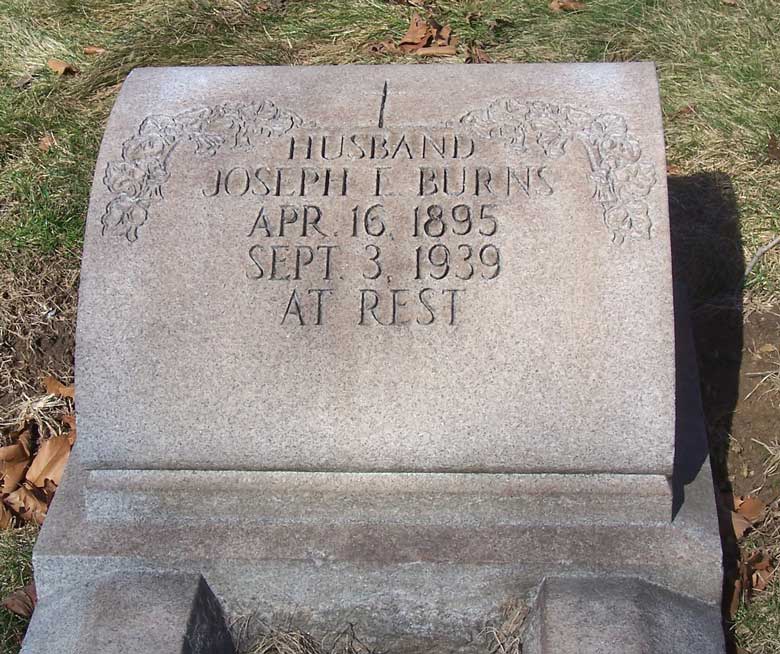 HUSBAND
JOSEPH E. BURNS
APR. 16, 1895
SEPT. 3, 1939
AT REST